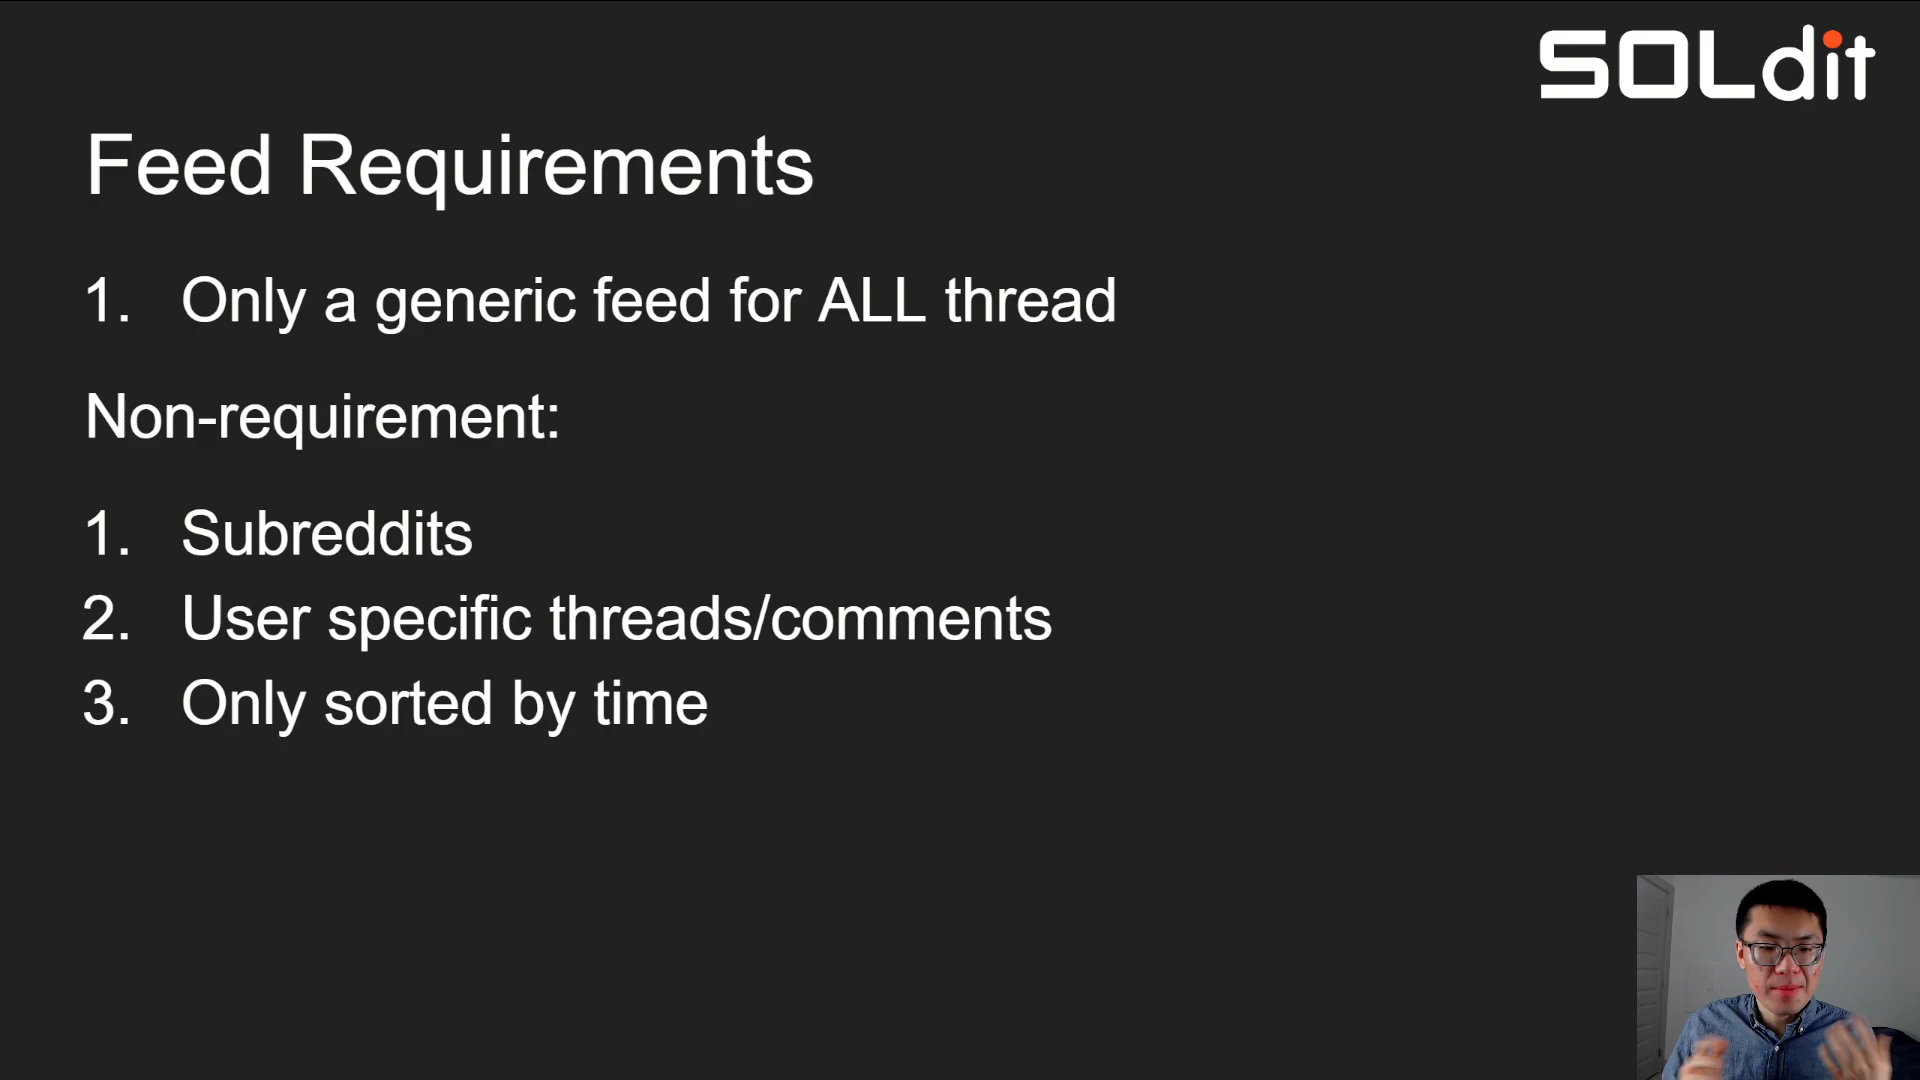 SOLdit
Feed Requirements
1. Only a generic feed for ALL thread
Non-requirement:
1. Subreddits
2. User specific threads/comments
3. Only sorted by time